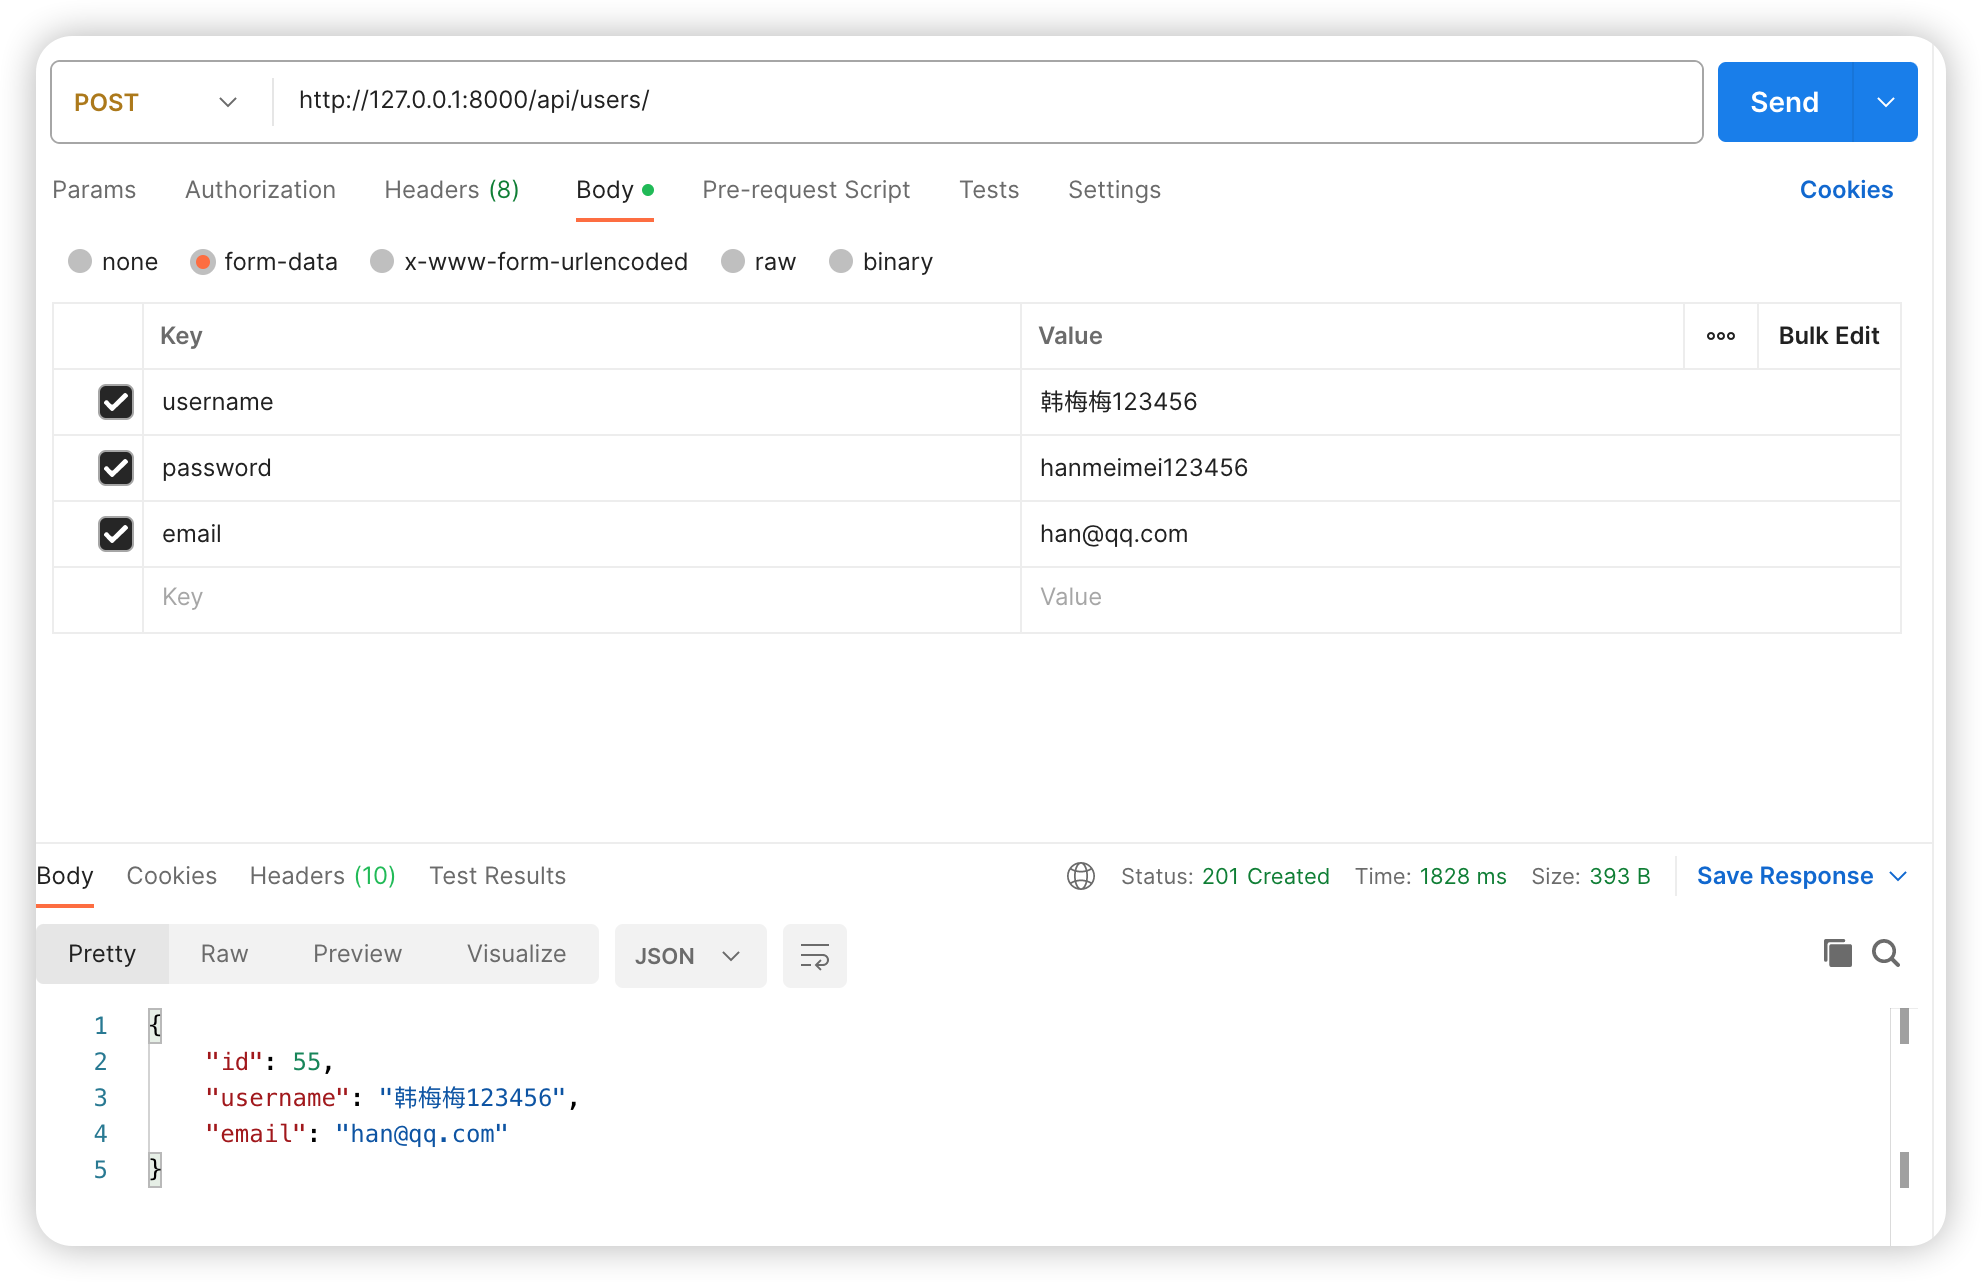 POST http://127.0.0.1:8000/api/users/ Send
Params Authorization Headers (8) Body Pre-request Script Tests Settings Cookies
none form-data x-www-form-urlencoded raw binary
Key Value Bulk Edit
username 韩梅梅123456
password hanmeimei123456
email han@qq.com
Key Value
Body Cookies Headers (10) Test Results Status: 201 Created Time: 1828 ms Size: 393 B Save Response
Pretty Raw Preview Visualize JSON
1 {
2 "id": 55,
3 "username": "韩梅梅123456",
4 "email": "han@qq.com"
5 }